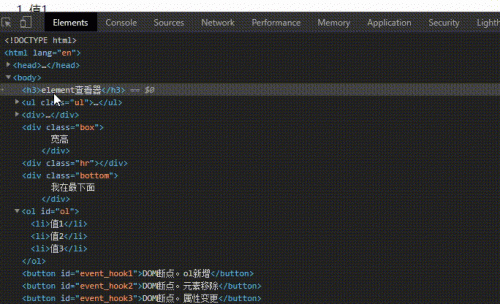 1. 值1
Elements Console Sources Network Performance Memory Application Security Lighth
<!DOCTYPE html>
<html lang="en">
<head>…</head>
<body>
<h3>element查看器</h3> == $0
<ul class="ul">…</ul>
<div>…</div>
<div class="box">
宽高
</div>
<div class="hr"></div>
<div class="bottom">
我在最下面
</div>
<ol id="ol">
<li>值1</li>
<li>值2</li>
<li>值3</li>
</ol>
<button id="event_hook1">DOM断点。ol新增</button>
<button id="event_hook2">DOM断点。元素移除</button>
<button id="event_hook3">DOM断点。属性变更</button>